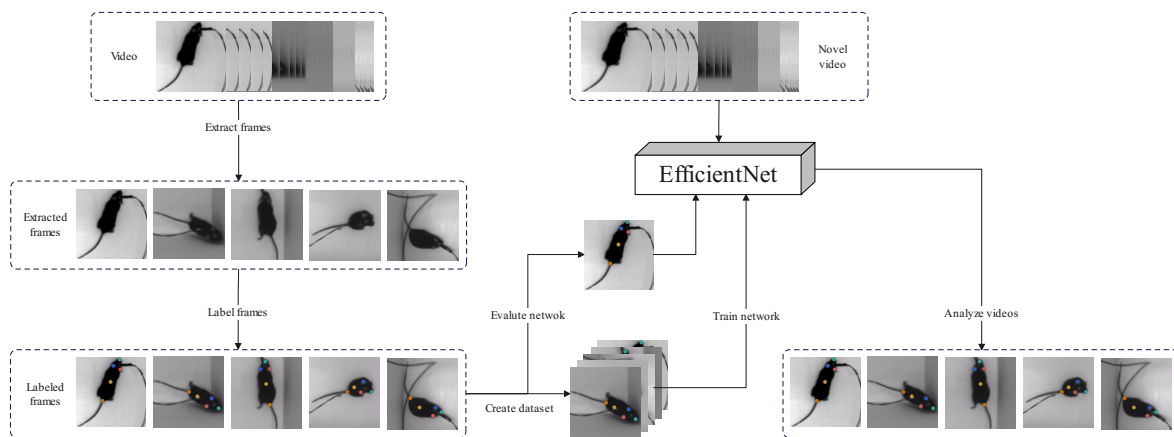 Video
Novel
video
Extract frames
EfficientNet
Extracted
frames
Label frames
Evalute netwok
Train network
Analyze videos
Labeled
frames
Create dataset